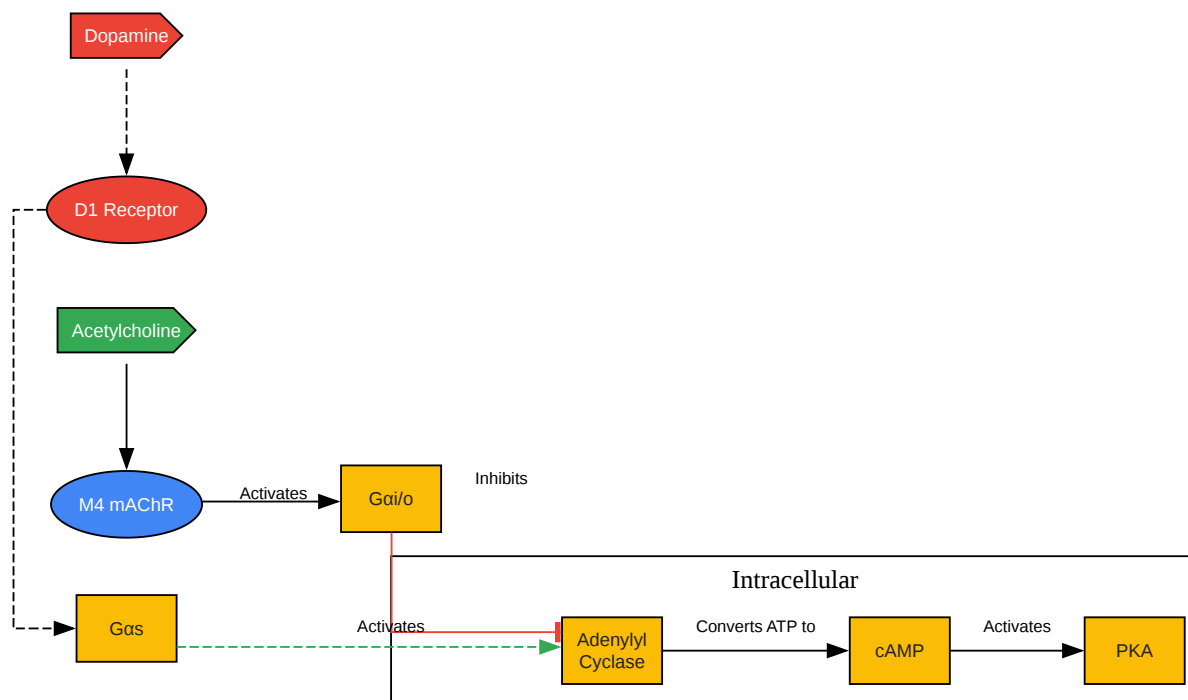 Dopamine
D1 Receptor
Acetylcholine
M4 mAChR
Activates
Gαi/o
Inhibits
Intracellular
Gαs
Activates
Adenylyl
Cyclase
Converts ATP to
cAMP
Activates
PKA